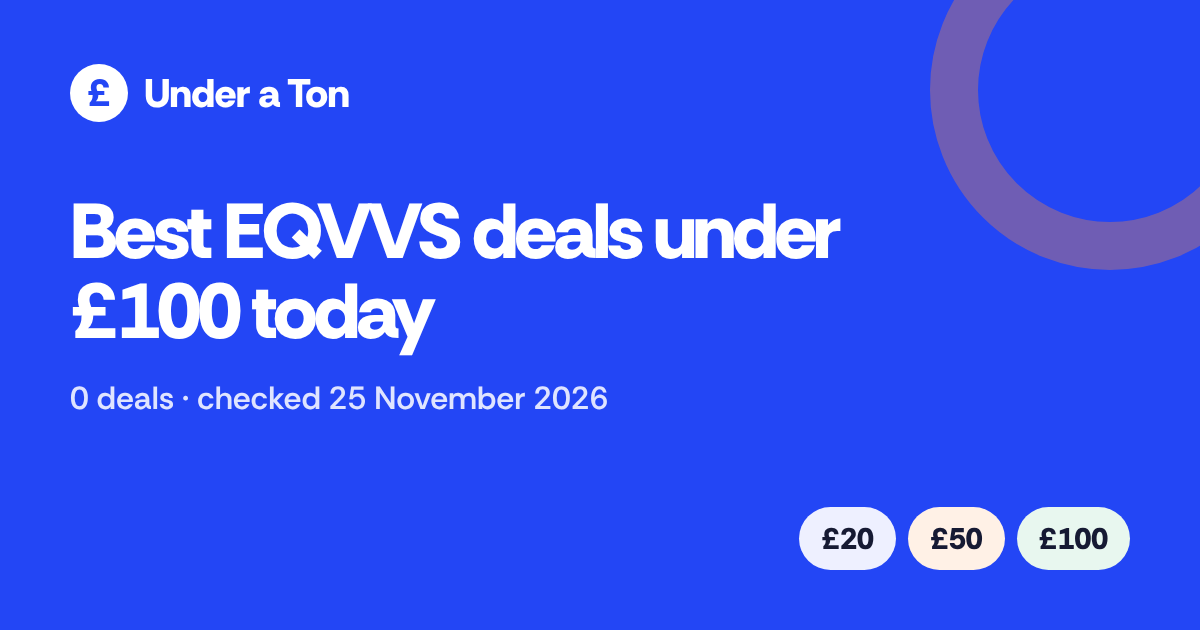 £ Under a Ton
Best EQVVS deals under
£100 today
0 deals · checked 25 November 2026
£20 £50 £100